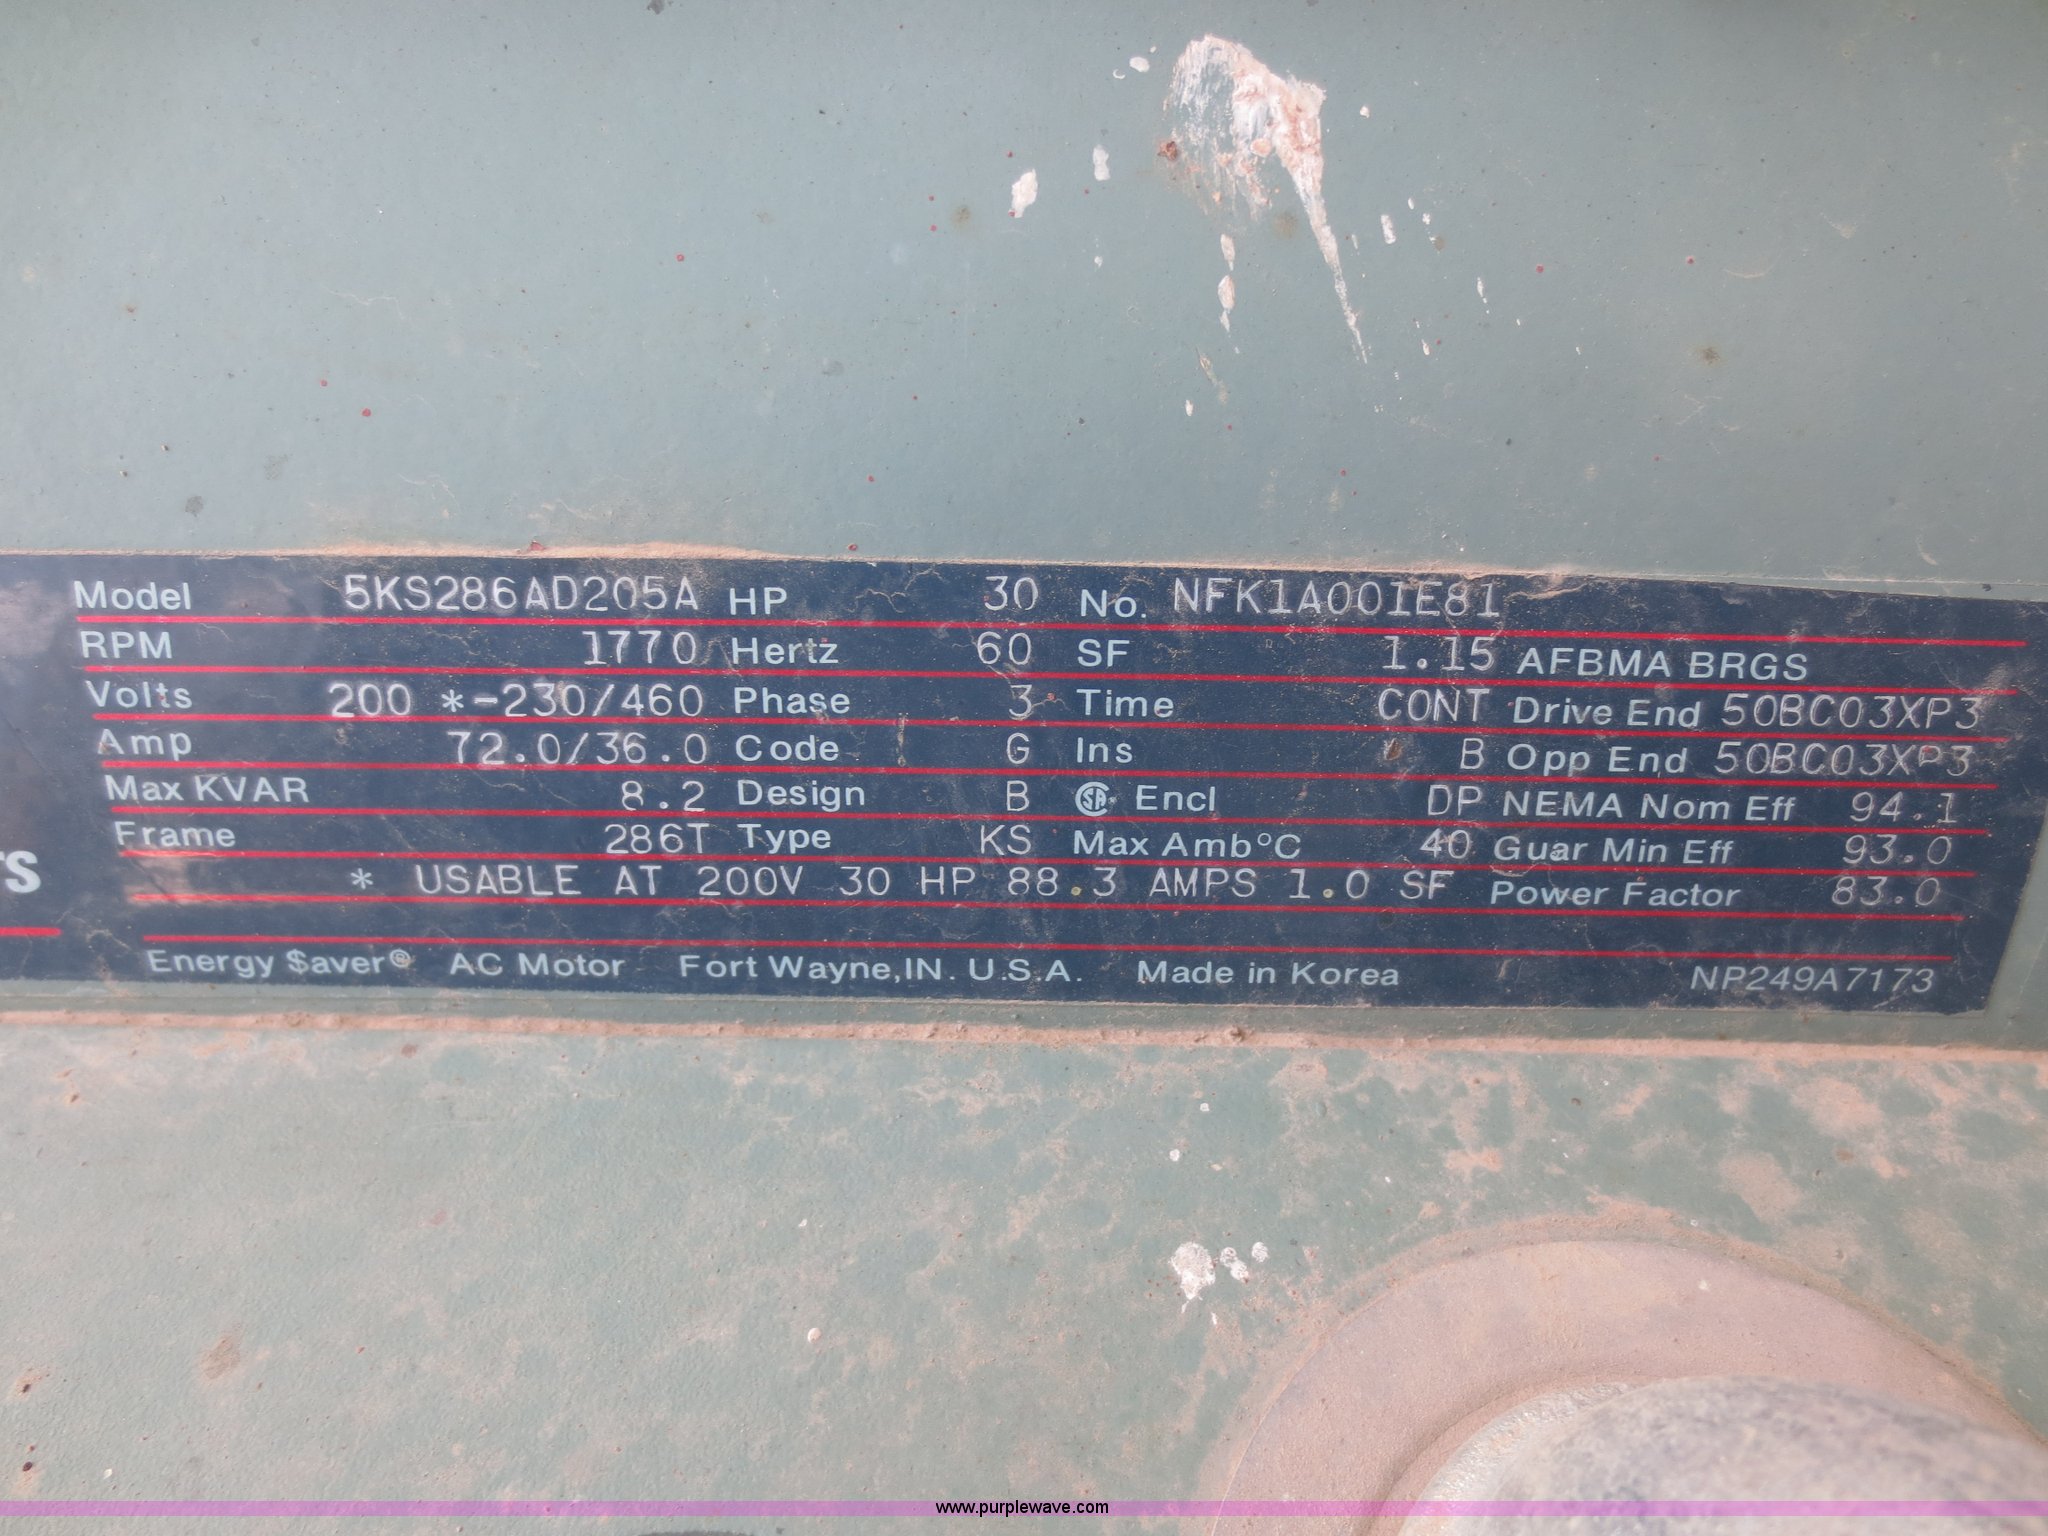 Model 5KS286AD205A HP 30 No. NFK1A001E81
RPM 1770 Hertz 60 SF 1.15 AFBMA BRGS
Volts 200 *-230/460 Phase 3 Time CONT Drive End 50BC03XP3
Amp 72.0/36.0 Code G Ins B Opp End 50BC03XP3
Max KVAR 8.2 Design B SA Encl DP NEMA Nom Eff 94.1
Frame 286T Type KS Max Amb°C 40 Guar Min Eff 93.0
* USABLE AT 200V 30 HP 88.3 AMPS 1.0 SF Power Factor 83.0
TS
Energy $aver® AC Motor Fort Wayne, IN. U.S.A. Made in Korea NP249A7173
www.purplewave.com